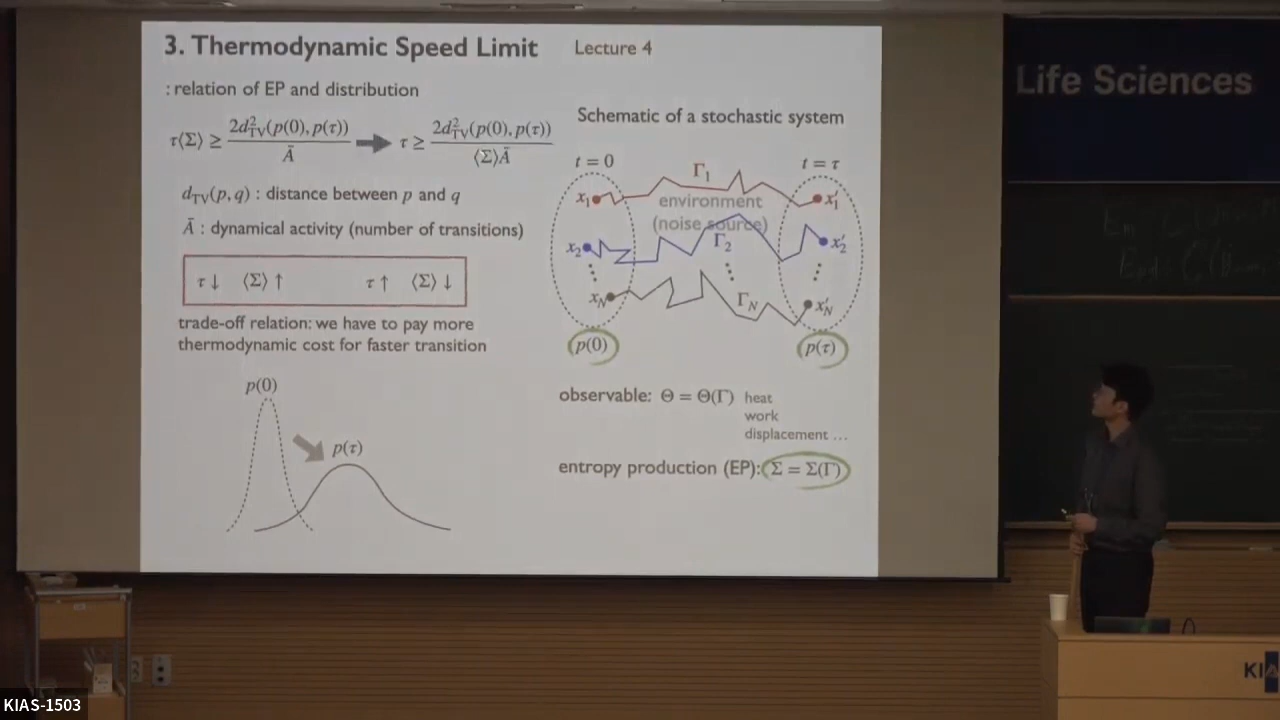 3. Thermodynamic Speed Limit    Lecture 4
: relation of EP and distribution
τ⟨Σ⟩ ≥ 2d²_TV(p(0), p(τ)) / Ā → τ ≥ 2d²_TV(p(0), p(τ)) / ⟨Σ⟩Ā
d_TV(p, q) : distance between p and q
Ā : dynamical activity (number of transitions)
τ↓ ⟨Σ⟩↑ τ↑ ⟨Σ⟩↓
trade-off relation: we have to pay more
thermodynamic cost for faster transition
p(0)
p(τ)
Schematic of a stochastic system
t = 0
t = τ
Γ₁
x₁
x′₁
environment
(noise source)
x₂
Γ₂
x′₂
x_N
Γ_N
x′_N
p(0)
p(τ)
observable: Θ = Θ(Γ) heat
work
displacement …
entropy production (EP): Σ = Σ(Γ)
Life Sciences
KIAS-1503